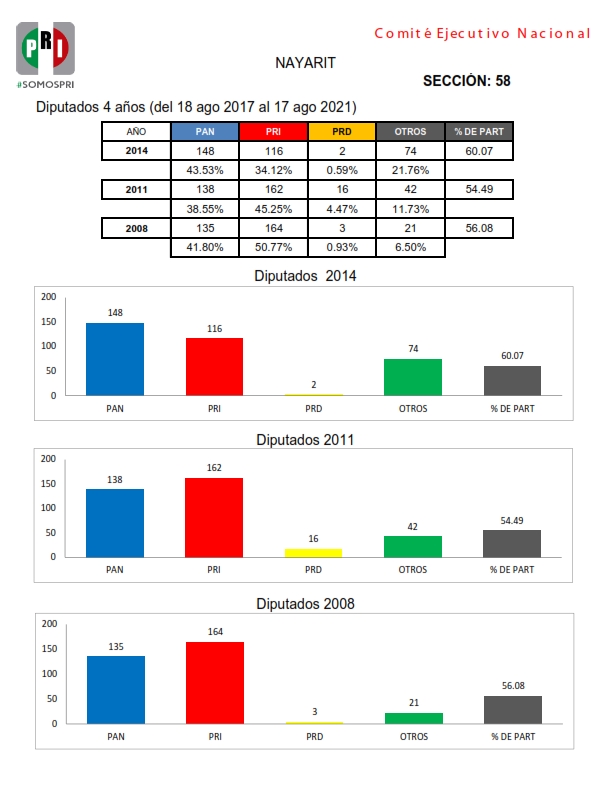 Comité Ejecutivo Nacional
PRI
#SOMOSPRI
NAYARIT
SECCIÓN: 58
Diputados 4 años (del 18 ago 2017 al 17 ago 2021)
AÑO PAN PRI PRD OTROS % DE PART
2014 148 116 2 74 60.07
43.53% 34.12% 0.59% 21.76%
2011 138 162 16 42 54.49
38.55% 45.25% 4.47% 11.73%
2008 135 164 3 21 56.08
41.80% 50.77% 0.93% 6.50%
Diputados 2014
200
150
100
50
0
148 116 2 74 60.07
PAN PRI PRD OTROS % DE PART
Diputados 2011
200
150
100
50
0
138 162 16 42 54.49
PAN PRI PRD OTROS % DE PART
Diputados 2008
200
150
100
50
0
135 164 3 21 56.08
PAN PRI PRD OTROS % DE PART